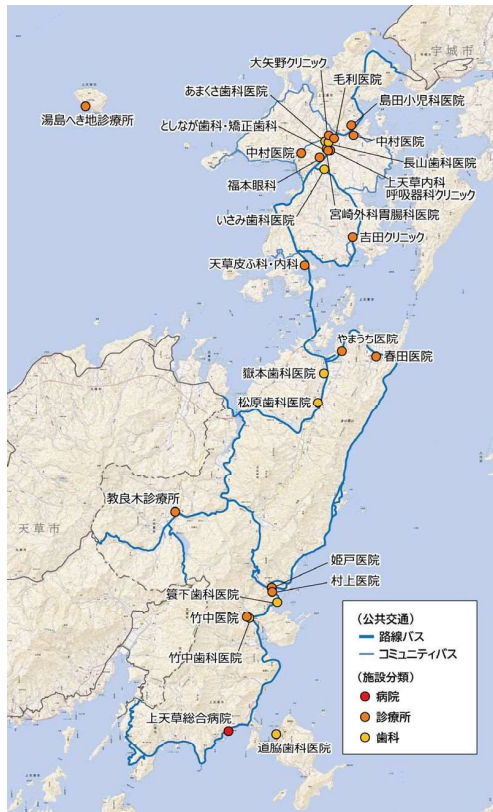 宇城市
大矢野クリニック
毛利医院
あまくさ歯科医院
島田小児科医院
湯島へき地診療所
としなが歯科・矯正歯科
中村医院
中村医院
長山歯科医院
福本眼科
上天草内科
呼吸器科クリニック
いさみ歯科医院
宮崎外科胃腸科医院
吉田クリニック
天草皮ふ科・内科
やまうち医院
春田医院
嶽本歯科医院
松原歯科医院
教良木診療所
天草市
姫戸医院
村上医院
簑下歯科医院
竹中医院
竹中歯科医院
上天草総合病院
道脇歯科医院
(公共交通)
路線バス
コミュニティバス
(施設分類)
病院
診療所
歯科